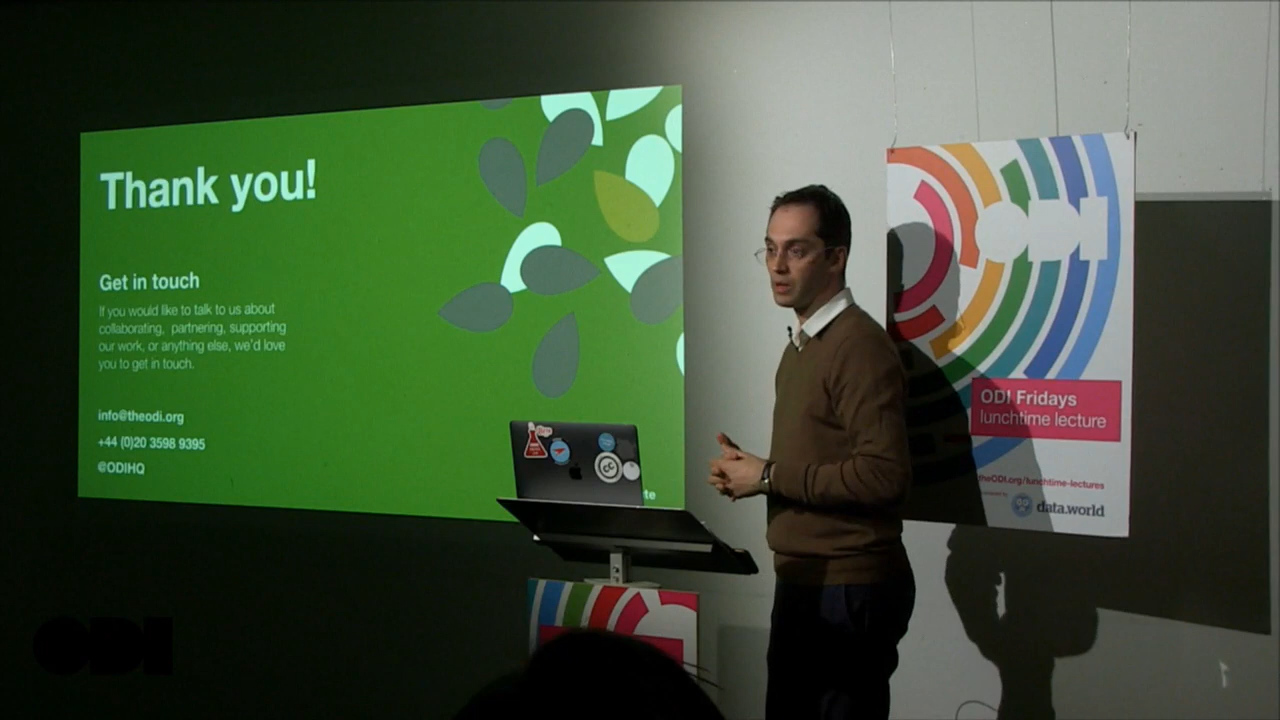 Thank you!
Get in touch
If you would like to talk to us about
collaborating, partnering, supporting
our work, or anything else, we'd love
you to get in touch.
info@theodi.org
+44 (0)20 3598 9395
@ODIHQ
cc
ODI Fridays
lunchtime lecture
theODI.org/lunchtime-lectures
data.world
ODI